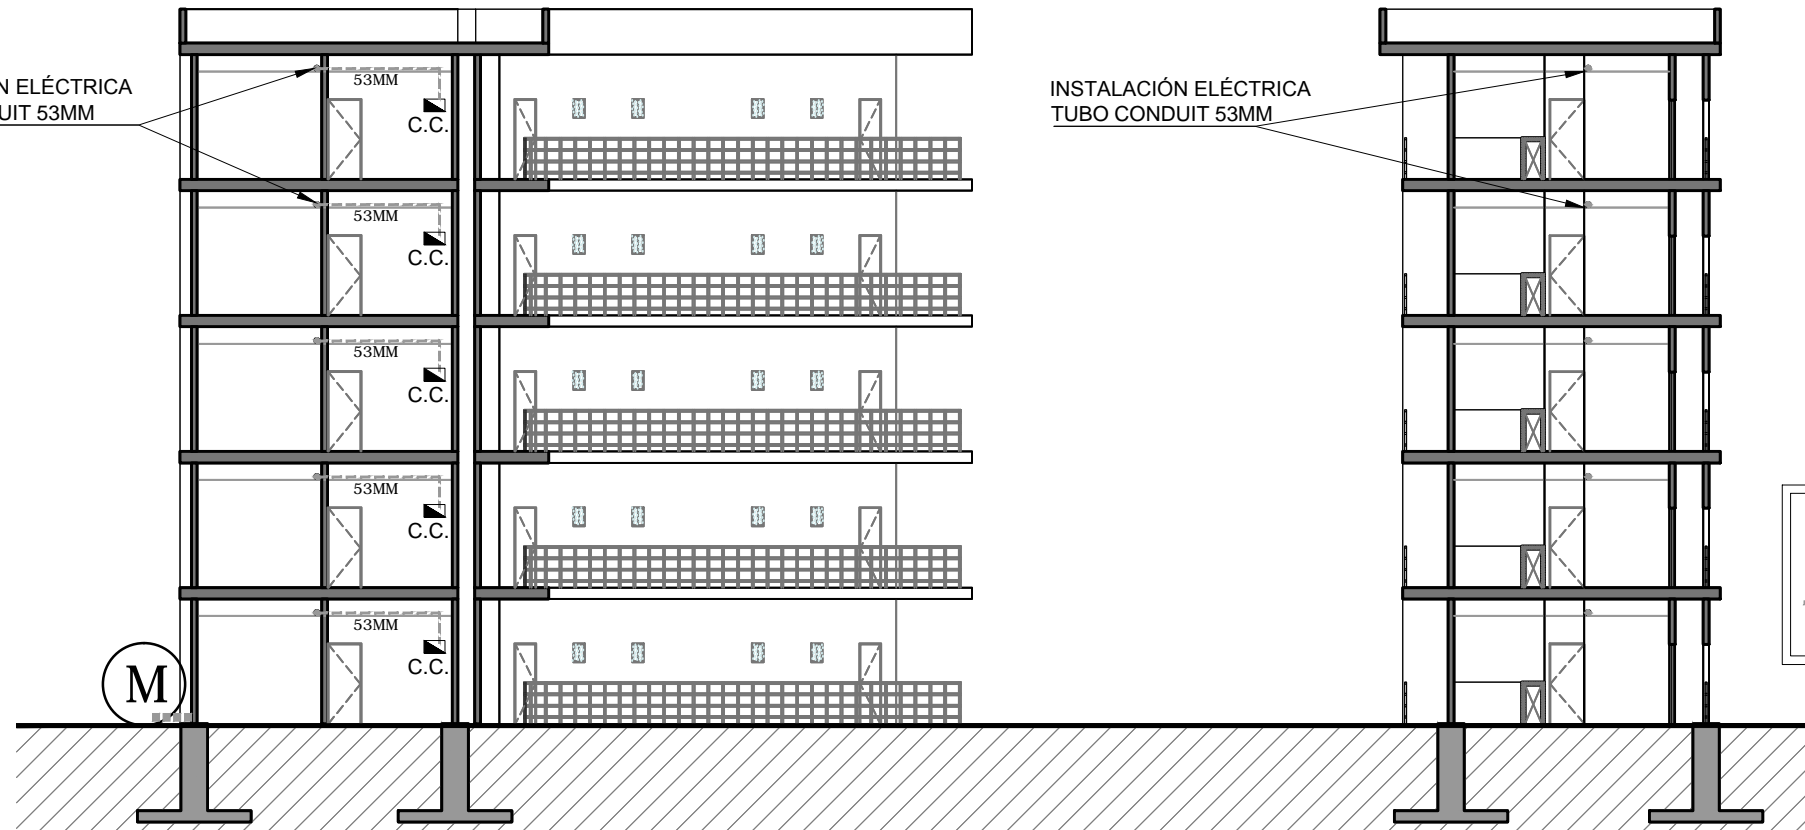 N ELÉCTRICA
UIT 53MM
53MM
C.C.
53MM
C.C.
53MM
C.C.
53MM
C.C.
53MM
C.C.
M
INSTALACIÓN ELÉCTRICA
TUBO CONDUIT 53MM